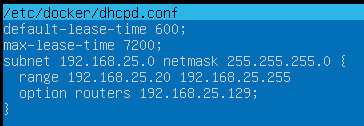 /etc/docker/dhcpd.conf
default-lease-time 600;
max-lease-time 7200;
subnet 192.168.25.0 netmask 255.255.255.0 {
range 192.168.25.20 192.168.25.255
option routers 192.168.25.129;
}